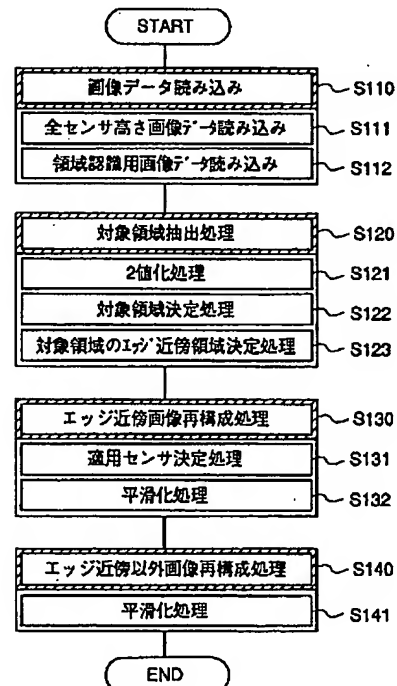 START
画像データ読み込み S110
全センサ高さ画像データ読み込み S111
領域認識用画像データ読み込み S112
対象領域抽出処理 S120
2値化処理 S121
対象領域決定処理 S122
対象領域のエッジ近傍領域決定処理 S123
エッジ近傍画像再構成処理 S130
適用センサ決定処理 S131
平滑化処理 S132
エッジ近傍以外画像再構成処理 S140
平滑化処理 S141
END